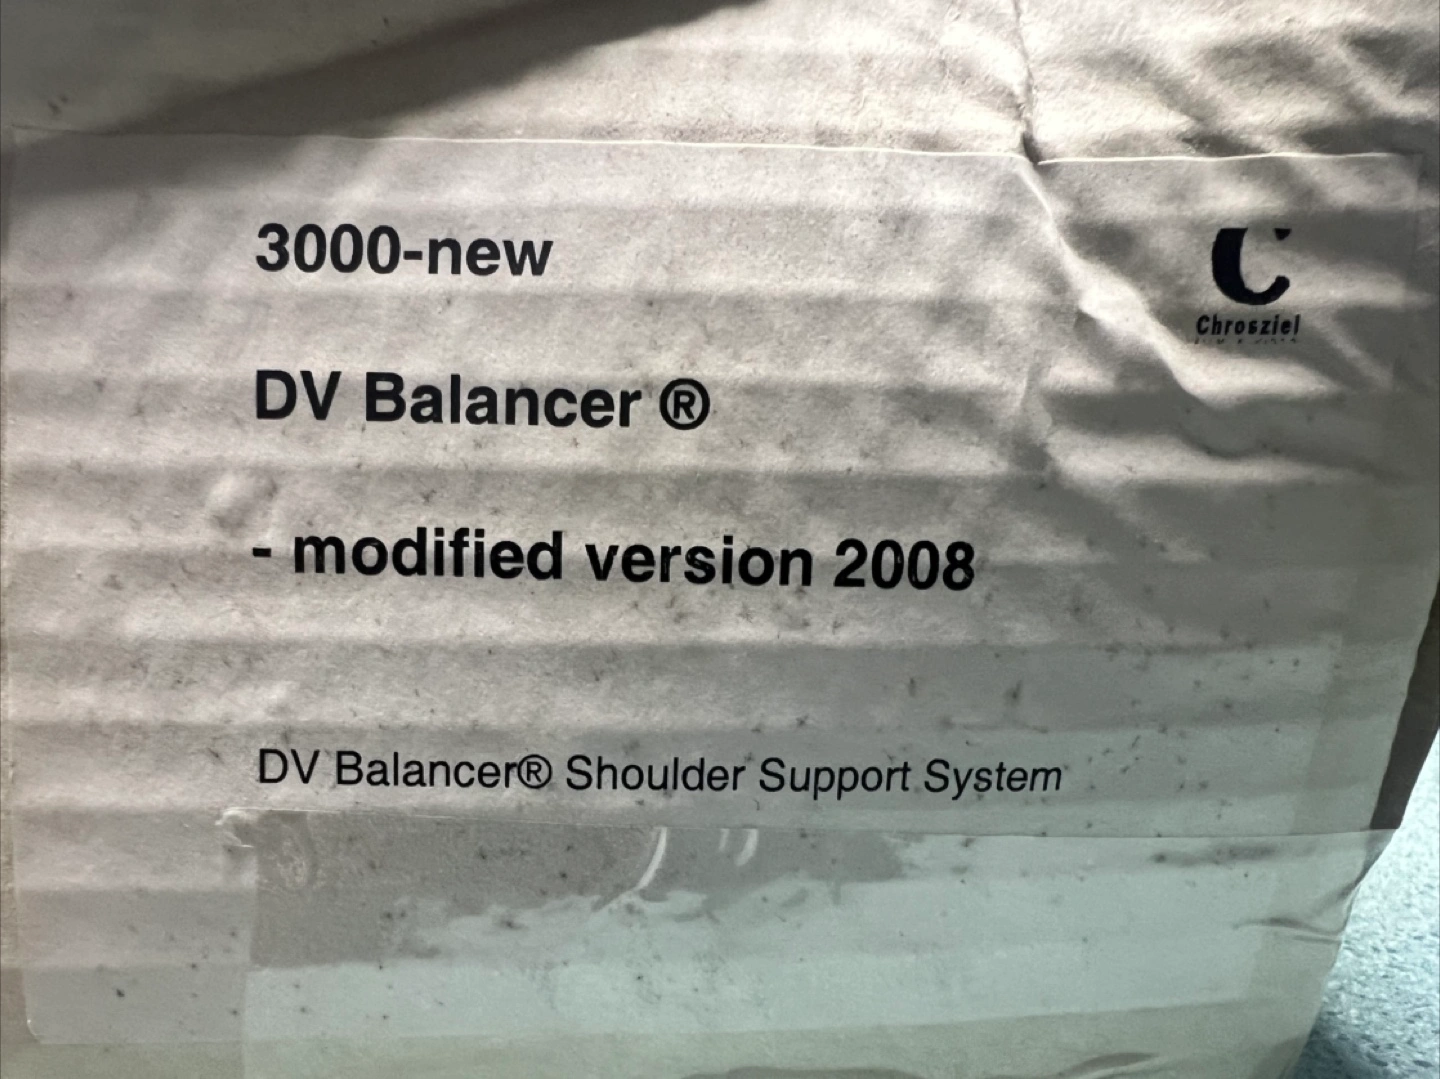 3000-new
Chrosziel
DV Balancer ®
- modified version 2008
DV Balancer® Shoulder Support System